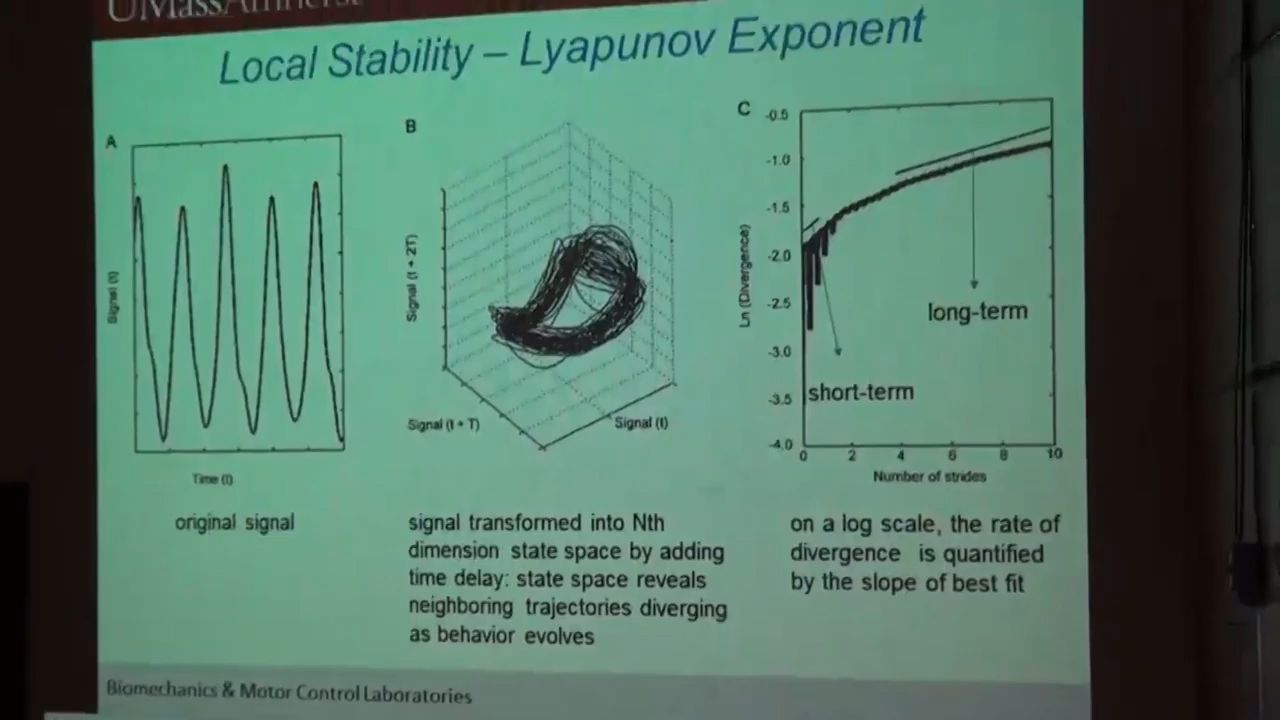 UMassAmherst
Local Stability – Lyapunov Exponent
A
Signal (t)
Time (t)
original signal
B
Signal (t + 2T)
Signal (t + T)
Signal (t)
signal transformed into Nth
dimension state space by adding
time delay: state space reveals
neighboring trajectories diverging
as behavior evolves
C
Ln (Divergence)
-0.5
-1.0
-1.5
-2.0
-2.5
-3.0
-3.5
-4.0
long-term
short-term
0 2 4 6 8 10
Number of strides
on a log scale, the rate of
divergence is quantified
by the slope of best fit
Biomechanics & Motor Control Laboratories